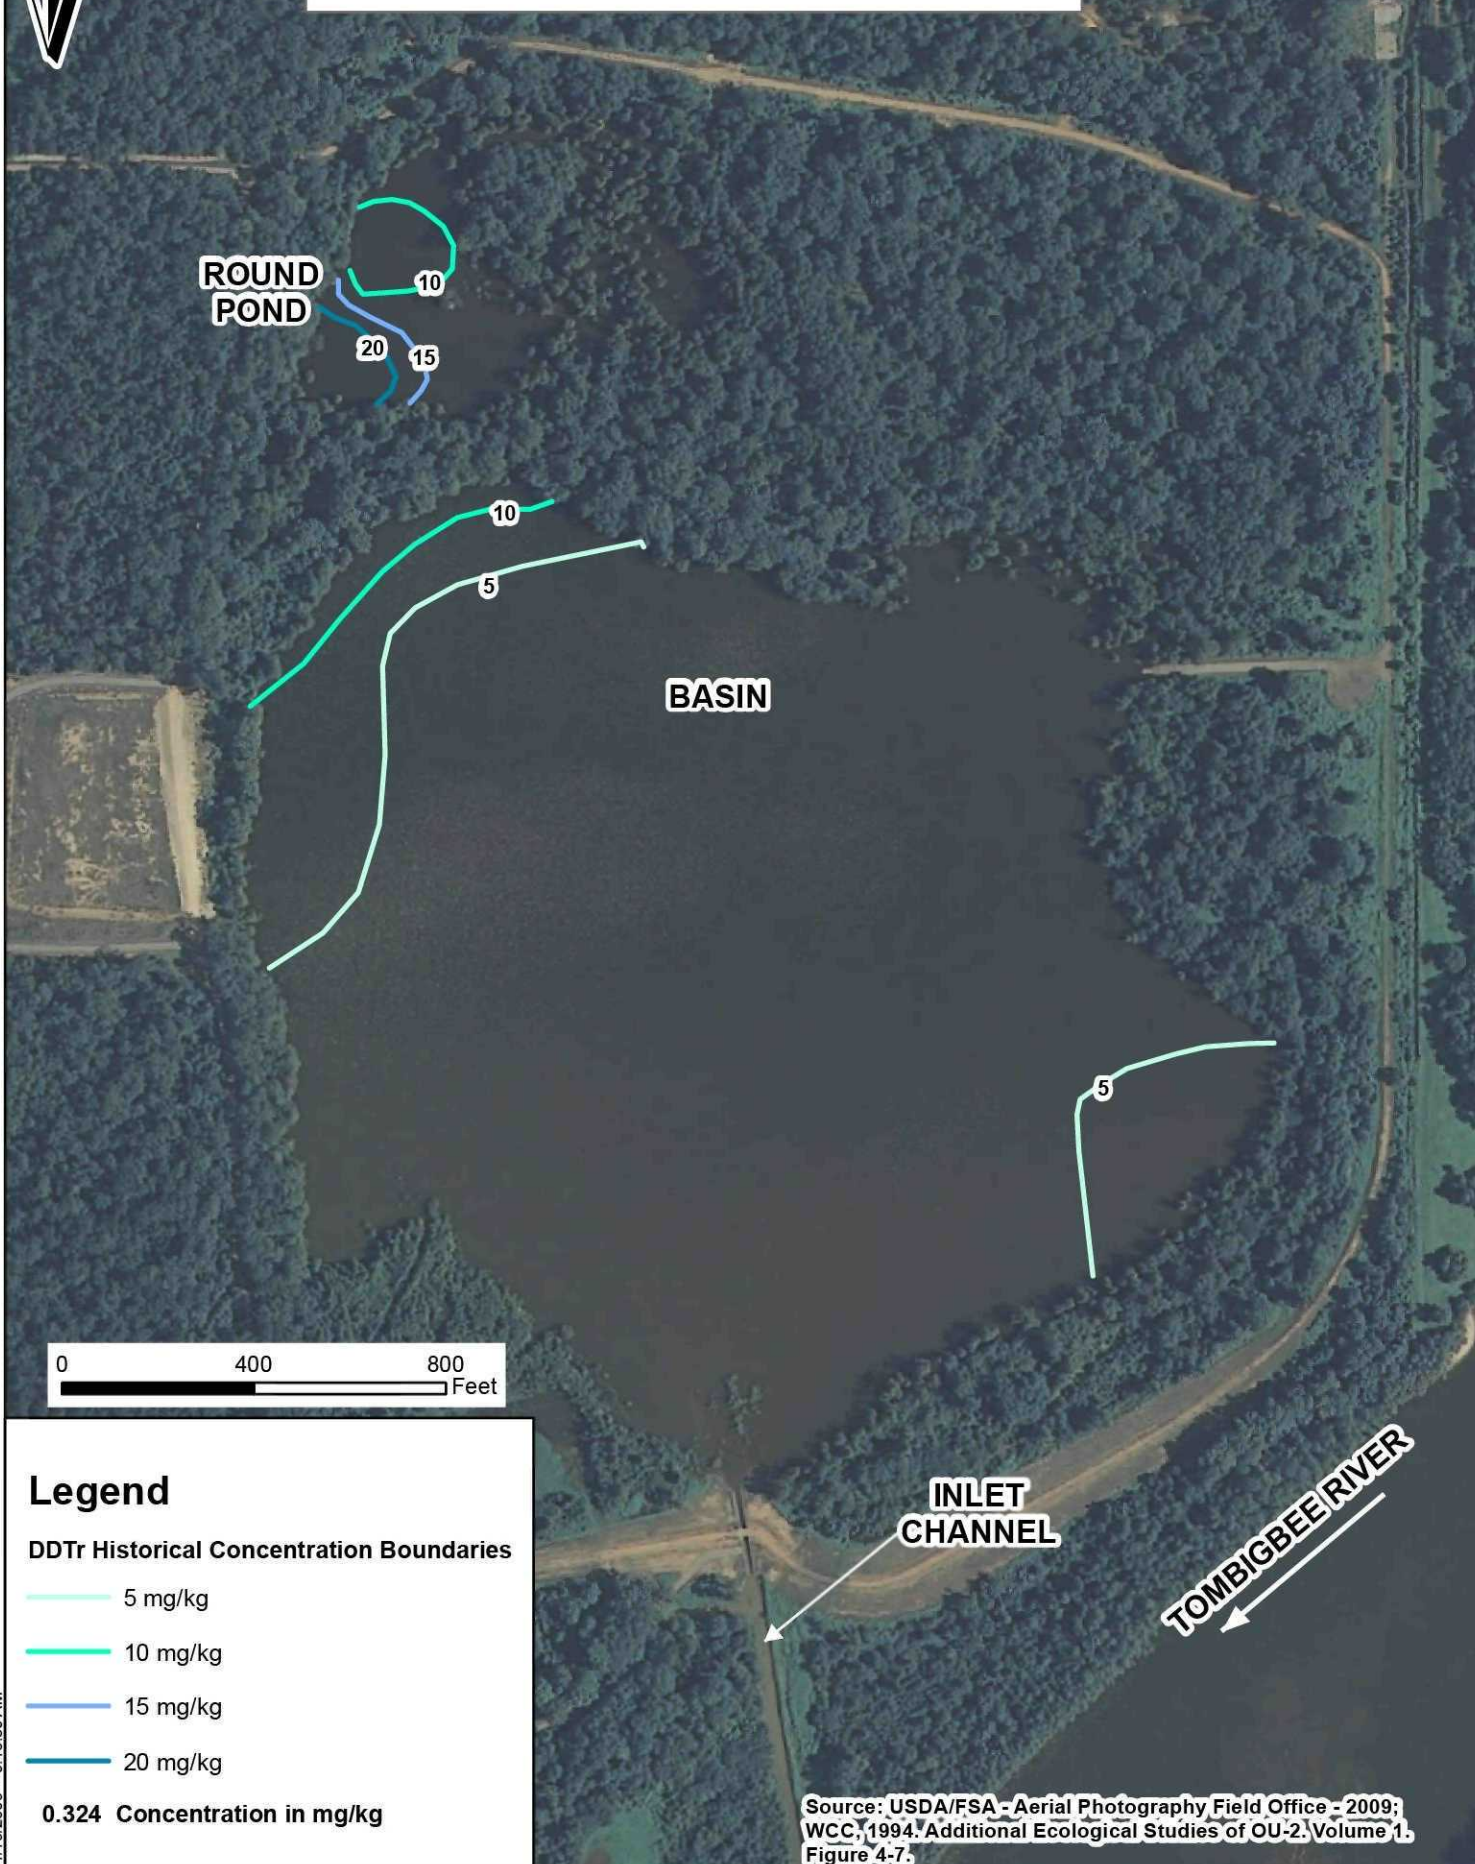 ROUND
POND
10
20
15
10
5
BASIN
5
0 400 800
Feet
Legend
DDTr Historical Concentration Boundaries
5 mg/kg
10 mg/kg
15 mg/kg
20 mg/kg
0.324 Concentration in mg/kg
INLET
CHANNEL
TOMBIGBEE RIVER
Source: USDA/FSA - Aerial Photography Field Office - 2009;
WCC, 1994. Additional Ecological Studies of OU-2. Volume 1.
Figure 4-7.